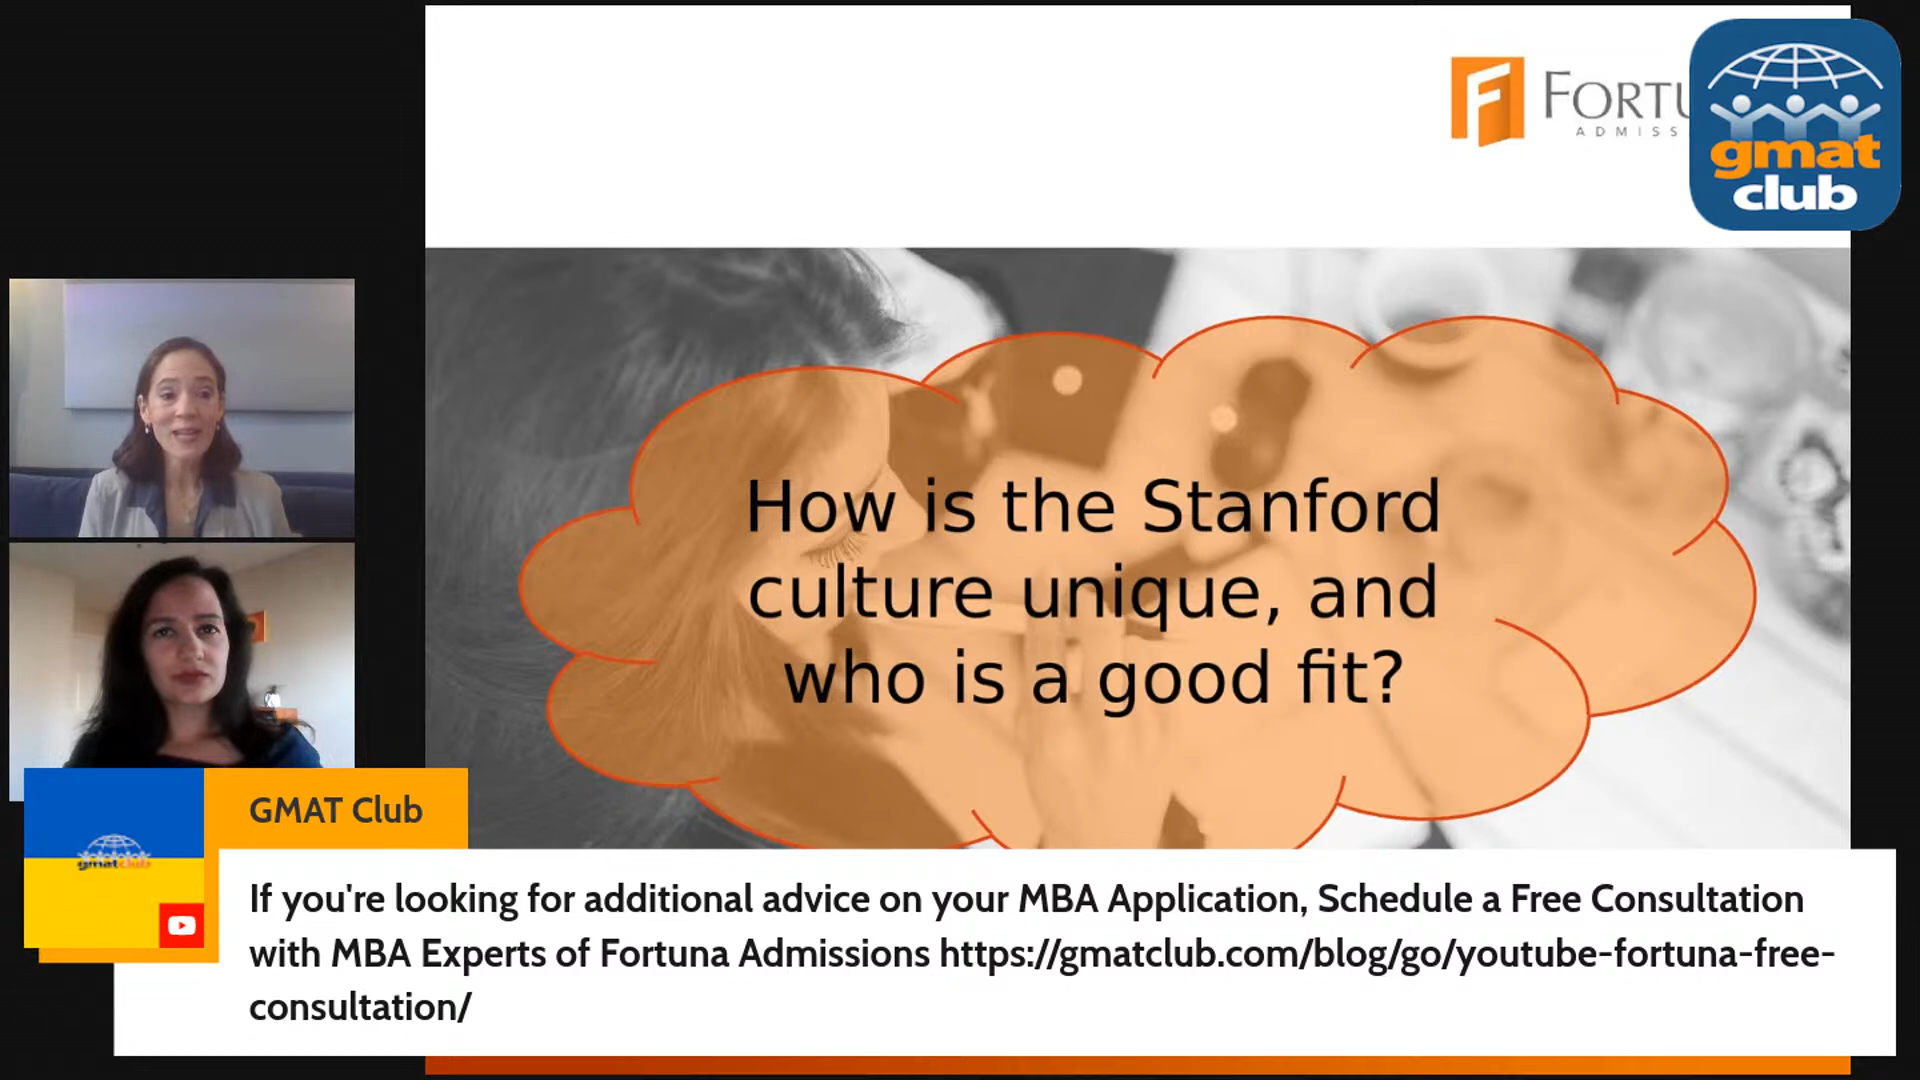 FORTU
ADMISS
gmat
club
How is the Stanford
culture unique, and
who is a good fit?
GMAT Club
gmatclub
If you're looking for additional advice on your MBA Application, Schedule a Free Consultation
with MBA Experts of Fortuna Admissions https://gmatclub.com/blog/go/youtube-fortuna-free-
consultation/